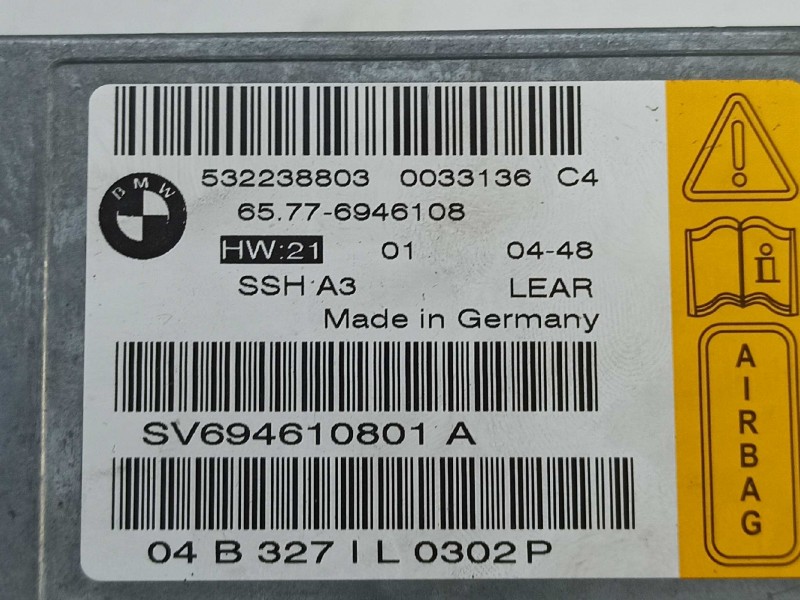 532238803 0033136 C4
BMW
65.77-6946108
HW:21 01 04-48
SSH A3 LEAR
Made in Germany
SV694610801 A
04 B 327 I L 0302 P
AIRBAG